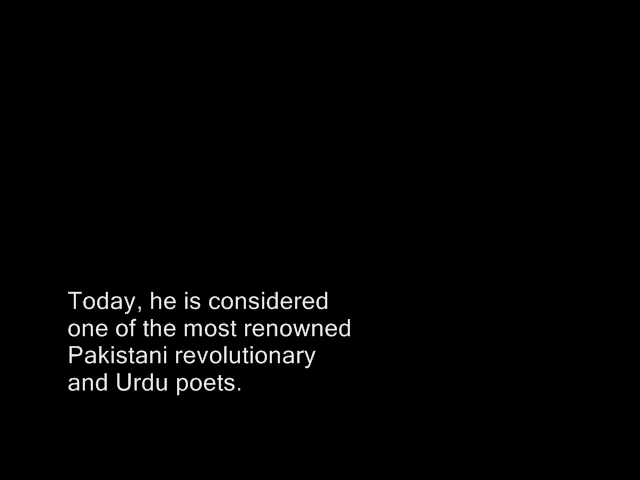 Today, he is considered
one of the most renowned
Pakistani revolutionary
and Urdu poets.